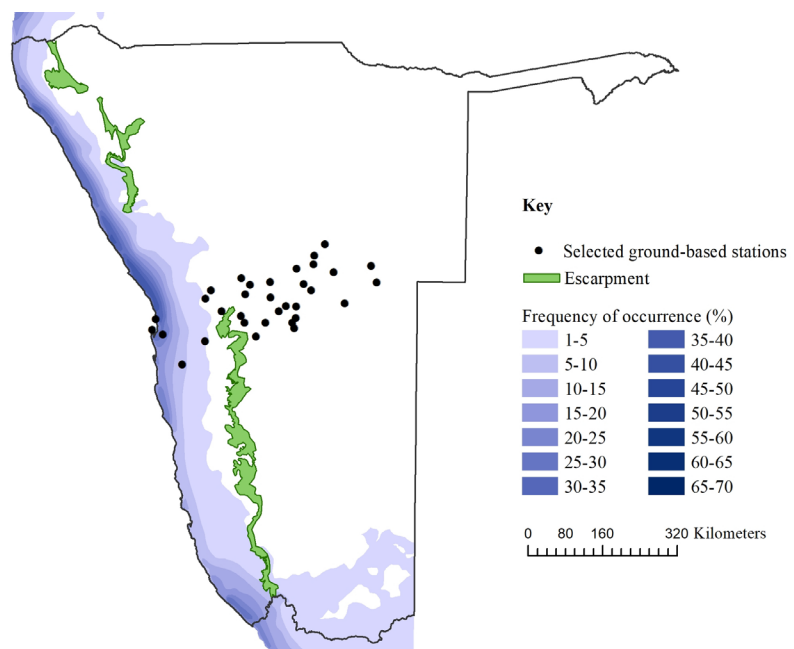 Key
Selected ground-based stations
Escarpment
Frequency of occurrence (%)
1-5 35-40
5-10 40-45
10-15 45-50
15-20 50-55
20-25 55-60
25-30 60-65
30-35 65-70
0 80 160 320 Kilometers